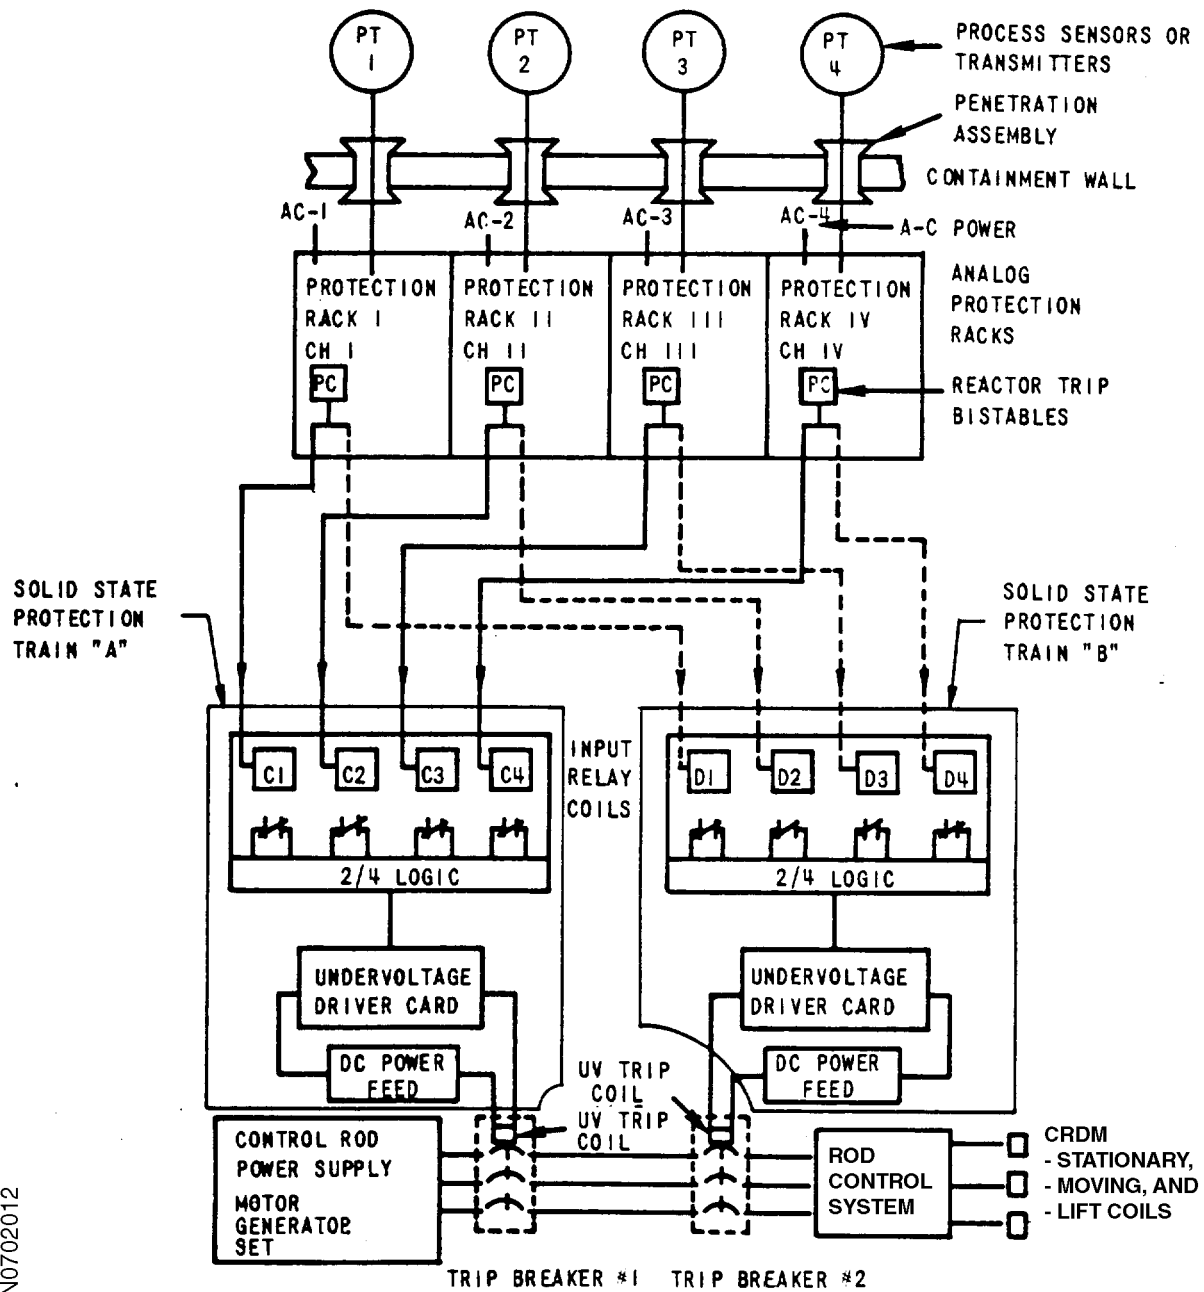 PT 1
PT 2
PT 3
PT 4
PROCESS SENSORS OR
TRANSMITTERS
PENETRATION
ASSEMBLY
CONTAINMENT WALL
AC-1
AC-2
AC-3
AC-4
A-C POWER
PROTECTION
RACK I
CH I
PC
PROTECTION
RACK II
CH II
PC
PROTECTION
RACK III
CH III
PC
PROTECTION
RACK IV
CH IV
PC
ANALOG
PROTECTION
RACKS
REACTOR TRIP
BISTABLES
SOLID STATE
PROTECTION
TRAIN "A"
SOLID STATE
PROTECTION
TRAIN "B"
C1
C2
C3
C4
INPUT
RELAY
COILS
D1
D2
D3
D4
2/4 LOGIC
2/4 LOGIC
UNDERVOLTAGE
DRIVER CARD
UNDERVOLTAGE
DRIVER CARD
DC POWER
FEED
DC POWER
FEED
UV TRIP
COIL
UV TRIP
COIL
CONTROL ROD
POWER SUPPLY
MOTOR
GENERATOR
SET
ROD
CONTROL
SYSTEM
CRDM
- STATIONARY,
- MOVING, AND
- LIFT COILS
TRIP BREAKER #1
TRIP BREAKER #2
N0702012